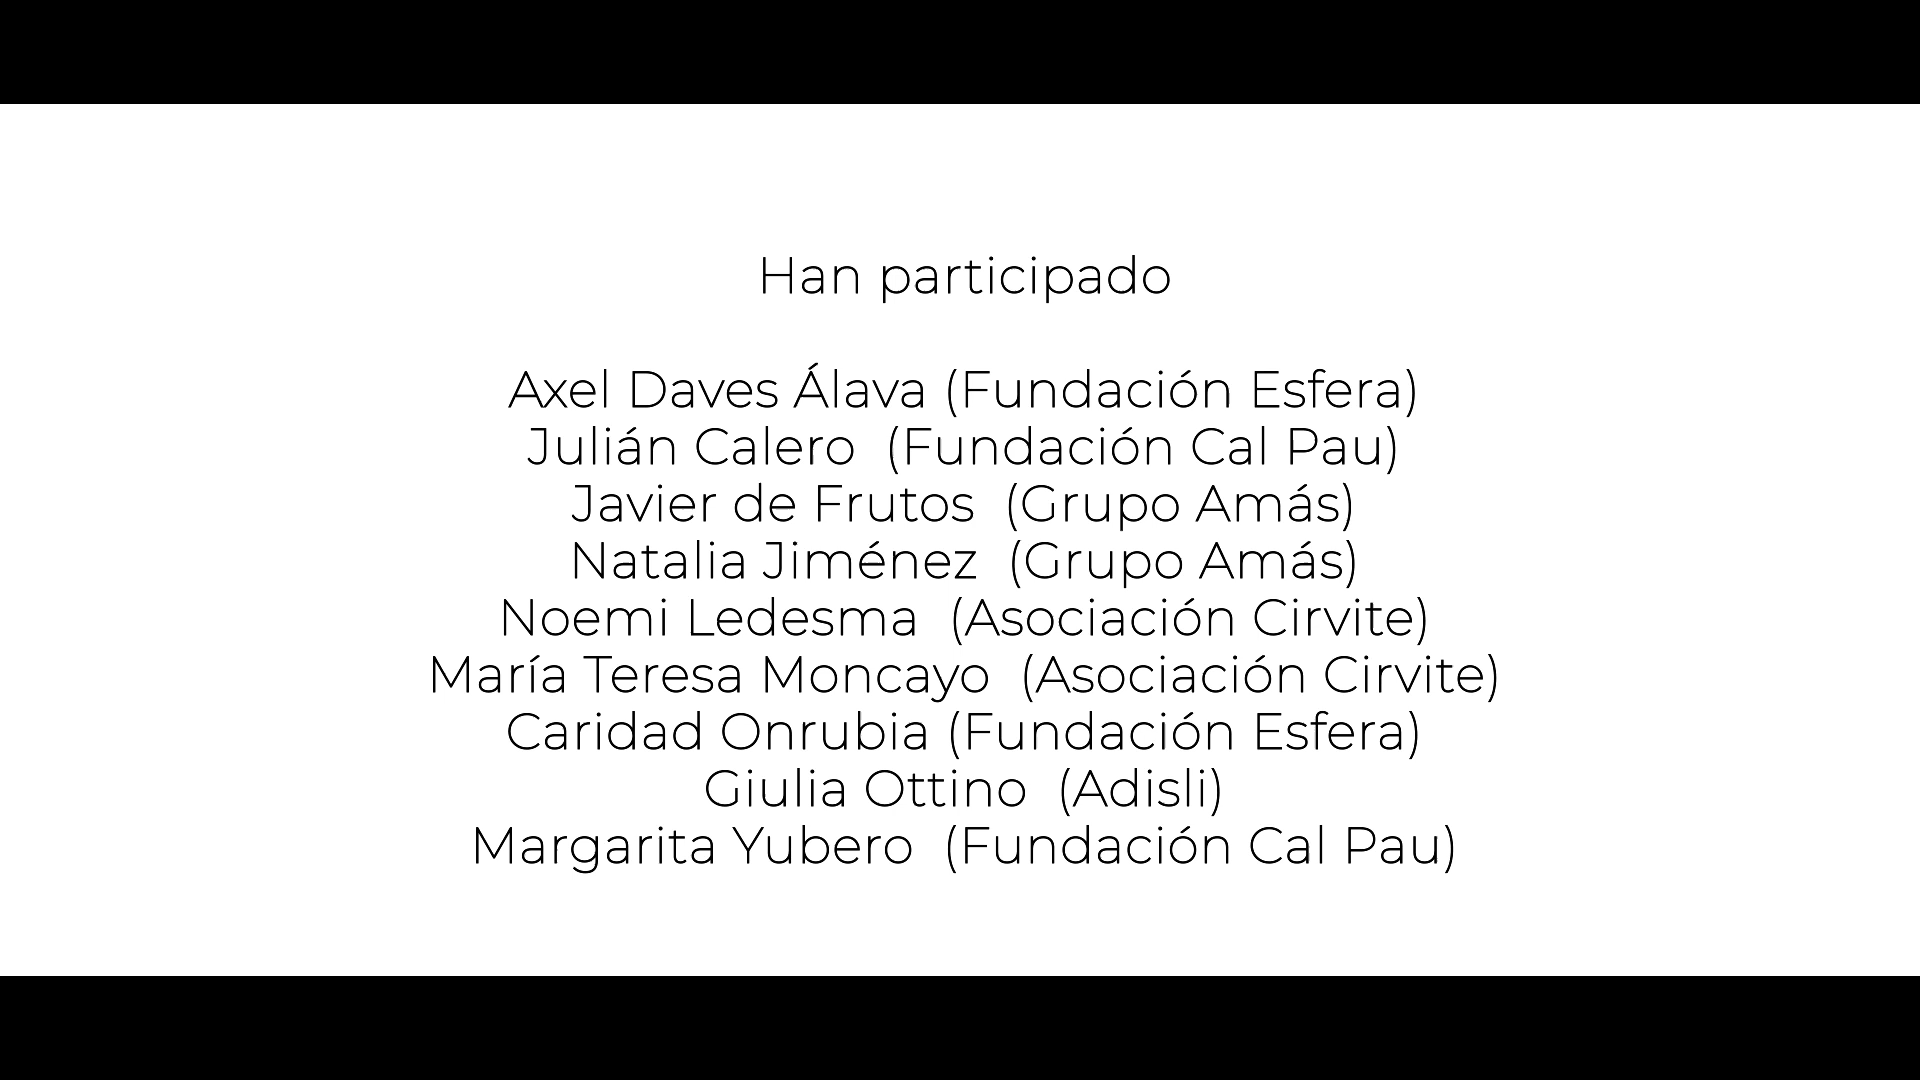 Han participado
Axel Daves Álava (Fundación Esfera)
Julián Calero (Fundación Cal Pau)
Javier de Frutos (Grupo Amás)
Natalia Jiménez (Grupo Amás)
Noemi Ledesma (Asociación Cirvite)
María Teresa Moncayo (Asociación Cirvite)
Caridad Onrubia (Fundación Esfera)
Giulia Ottino (Adisli)
Margarita Yubero (Fundación Cal Pau)